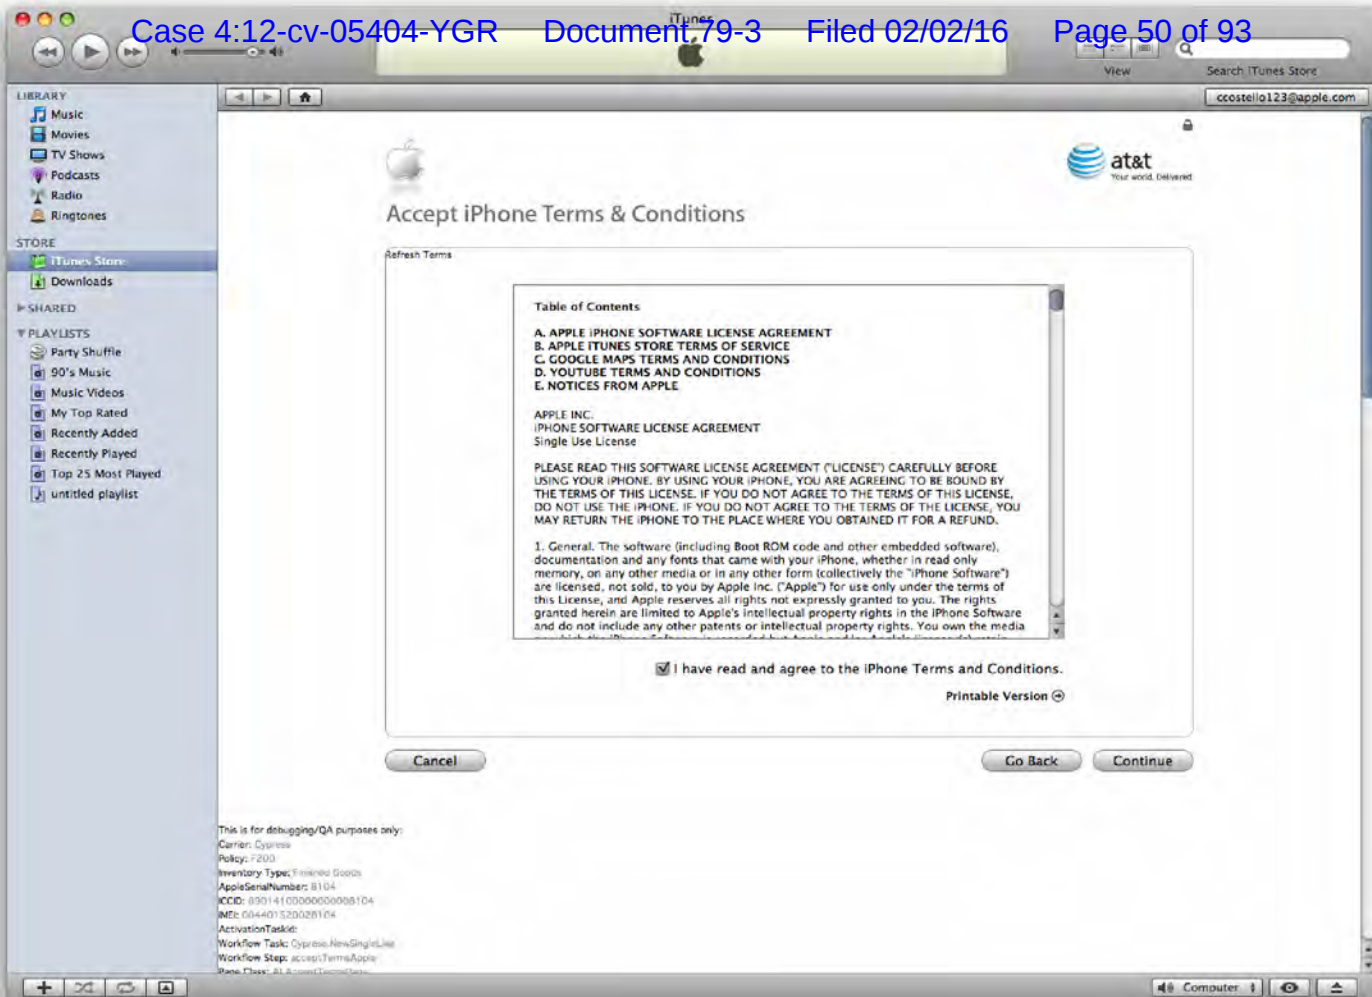 iTunes
Case 4:12-cv-05404-YGR Document 79-3 Filed 02/02/16 Page 50 of 93
View
Search iTunes Store
ccostello123@apple.com
LIBRARY
Music
Movies
TV Shows
Podcasts
Radio
Ringtones
STORE
iTunes Store
Downloads
SHARED
PLAYLISTS
Party Shuffle
90's Music
Music Videos
My Top Rated
Recently Added
Recently Played
Top 25 Most Played
untitled playlist
at&t
Your world. Delivered
Accept iPhone Terms & Conditions
Refresh Terms
Table of Contents
A. APPLE iPHONE SOFTWARE LICENSE AGREEMENT
B. APPLE iTUNES STORE TERMS OF SERVICE
C. GOOGLE MAPS TERMS AND CONDITIONS
D. YOUTUBE TERMS AND CONDITIONS
E. NOTICES FROM APPLE
APPLE INC.
iPHONE SOFTWARE LICENSE AGREEMENT
Single Use License
PLEASE READ THIS SOFTWARE LICENSE AGREEMENT ("LICENSE") CAREFULLY BEFORE
USING YOUR iPHONE. BY USING YOUR iPHONE, YOU ARE AGREEING TO BE BOUND BY
THE TERMS OF THIS LICENSE. IF YOU DO NOT AGREE TO THE TERMS OF THIS LICENSE,
DO NOT USE THE iPHONE. IF YOU DO NOT AGREE TO THE TERMS OF THE LICENSE, YOU
MAY RETURN THE iPHONE TO THE PLACE WHERE YOU OBTAINED IT FOR A REFUND.
1. General. The software (including Boot ROM code and other embedded software),
documentation and any fonts that came with your iPhone, whether in read only
memory, on any other media or in any other form (collectively the "iPhone Software")
are licensed, not sold, to you by Apple Inc. ("Apple") for use only under the terms of
this License, and Apple reserves all rights not expressly granted to you. The rights
granted herein are limited to Apple's intellectual property rights in the iPhone Software
and do not include any other patents or intellectual property rights. You own the media
I have read and agree to the iPhone Terms and Conditions.
Printable Version
Cancel
Go Back
Continue
This is for debugging/QA purposes only:
Carrier: Cypress
Policy: F200
Inventory Type: Finished Goods
AppleSerialNumber: 8104
ICCID:
IMEI:
ActivationTaskId:
Workflow Task: Cypress.NewSingleLine
Workflow Step: acceptTermsApple
Page Class:
Computer